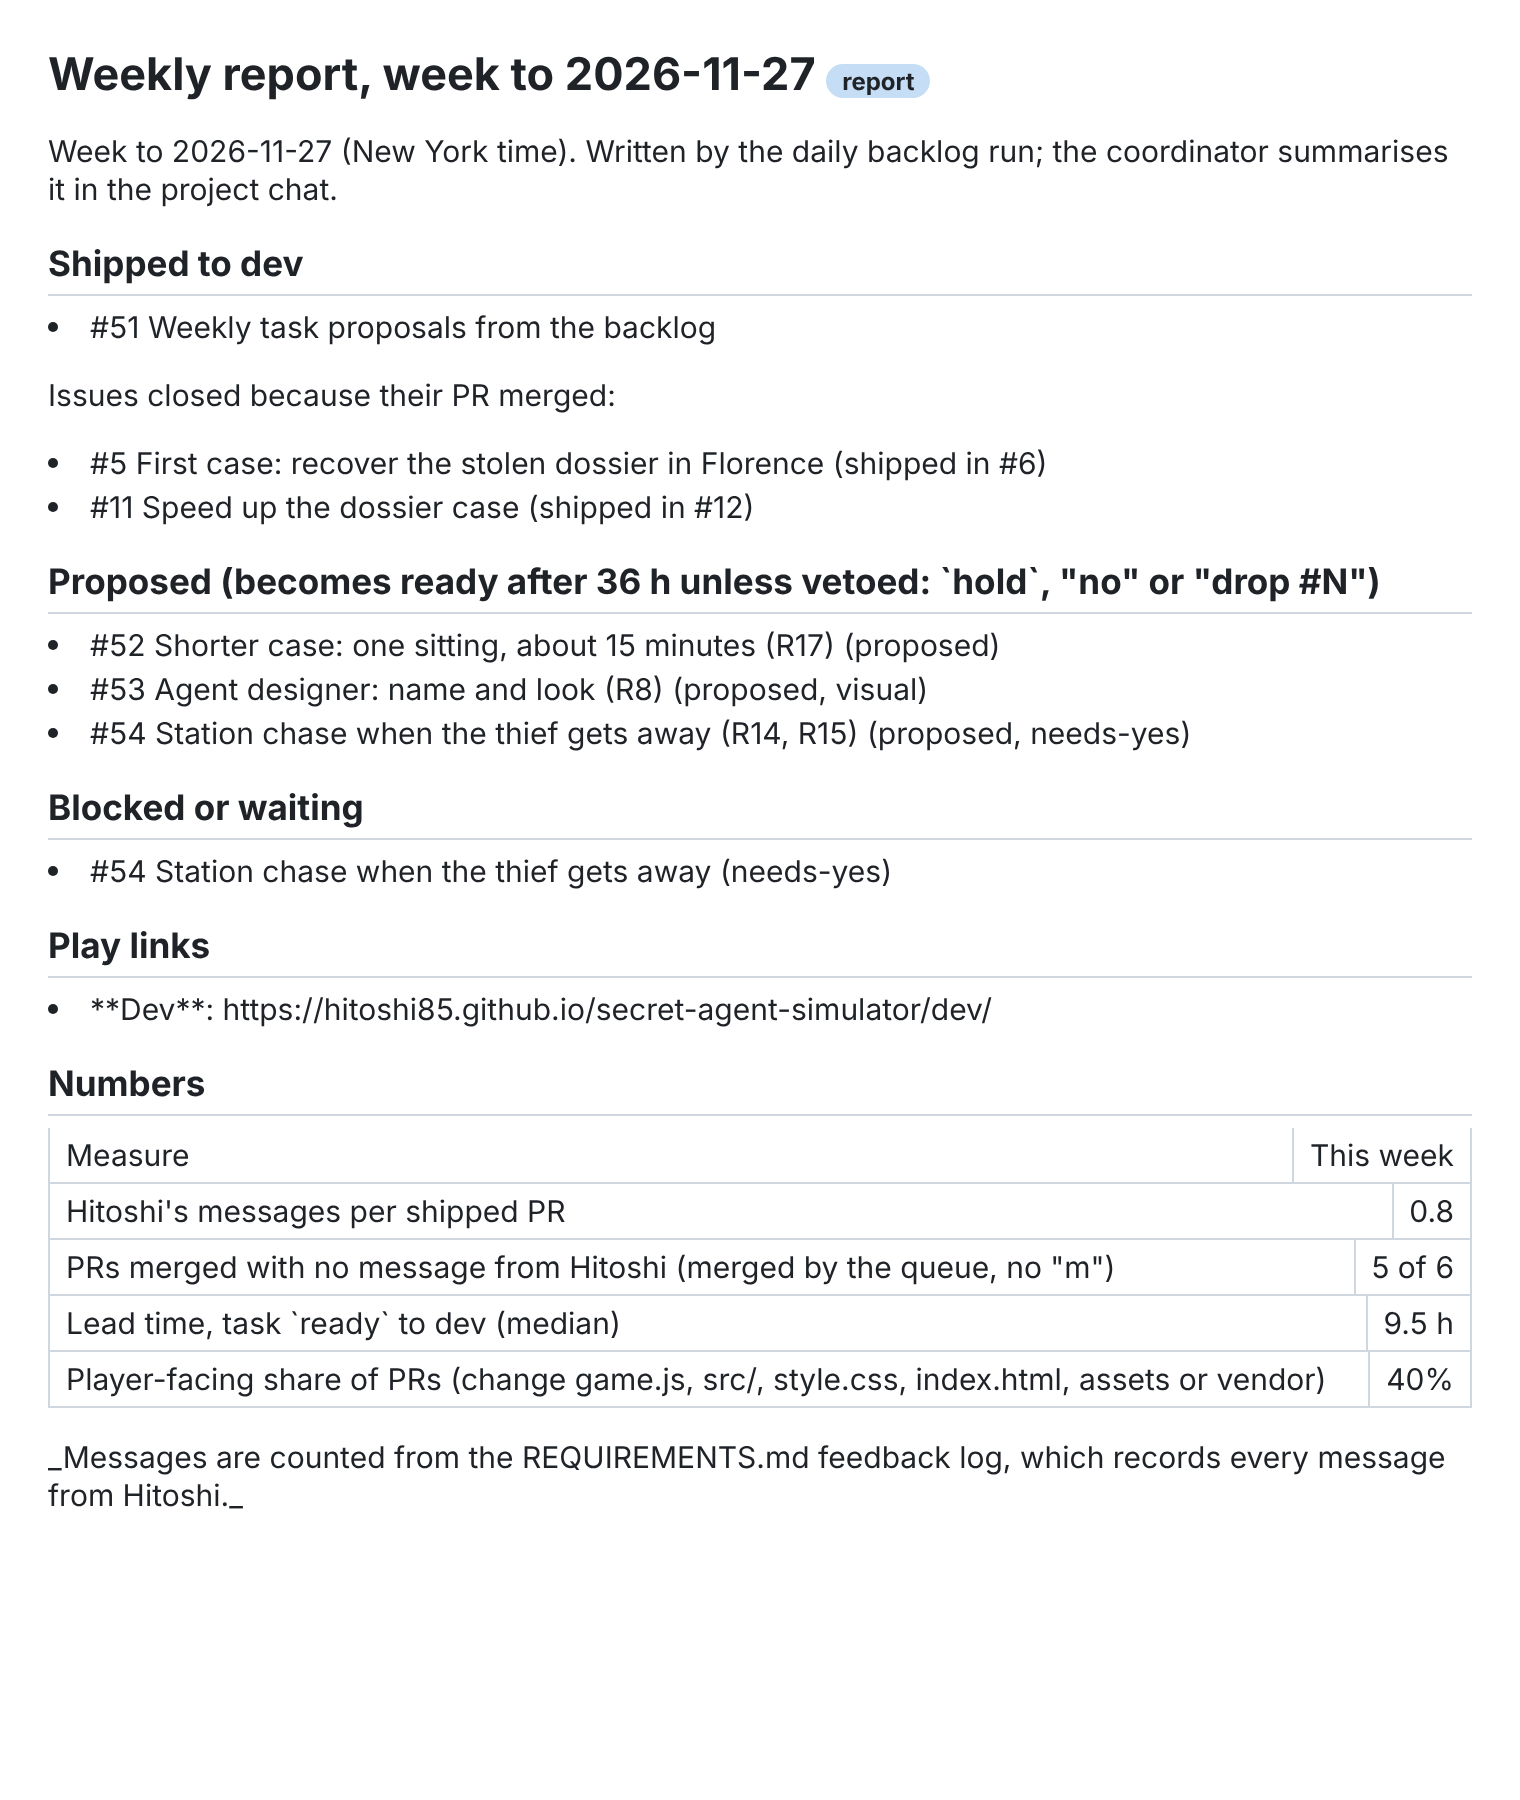 Weekly report, week to 2026-11-27 report
Week to 2026-11-27 (New York time). Written by the daily backlog run; the coordinator summarises
it in the project chat.
Shipped to dev
• #51 Weekly task proposals from the backlog
Issues closed because their PR merged:
• #5 First case: recover the stolen dossier in Florence (shipped in #6)
• #11 Speed up the dossier case (shipped in #12)
Proposed (becomes ready after 36 h unless vetoed: `hold`, "no" or "drop #N")
• #52 Shorter case: one sitting, about 15 minutes (R17) (proposed)
• #53 Agent designer: name and look (R8) (proposed, visual)
• #54 Station chase when the thief gets away (R14, R15) (proposed, needs-yes)
Blocked or waiting
• #54 Station chase when the thief gets away (needs-yes)
Play links
• **Dev**: https://hitoshi85.github.io/secret-agent-simulator/dev/
Numbers
Measure This week
Hitoshi's messages per shipped PR 0.8
PRs merged with no message from Hitoshi (merged by the queue, no "m") 5 of 6
Lead time, task `ready` to dev (median) 9.5 h
Player-facing share of PRs (change game.js, src/, style.css, index.html, assets or vendor) 40%
_Messages are counted from the REQUIREMENTS.md feedback log, which records every message
from Hitoshi._